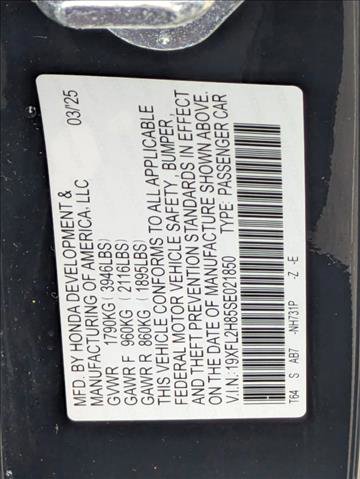 MFD. BY HONDA DEVELOPMENT & 03/25
MANUFACTURING OF AMERICA, LLC
GVWR 1790KG (3946LBS)
GAWR F 960KG (2116LBS)
GAWR R 860KG (1895LBS)
THIS VEHICLE CONFORMS TO ALL APPLICABLE
FEDERAL MOTOR VEHICLE SAFETY, BUMPER,
AND THEFT PREVENTION STANDARDS IN EFFECT
ON THE DATE OF MANUFACTURE SHOWN ABOVE.
V.I.N.:19XFL2H85SE021850 TYPE: PASSENGER CAR
T64 S AB7 -NH731P -Z -E